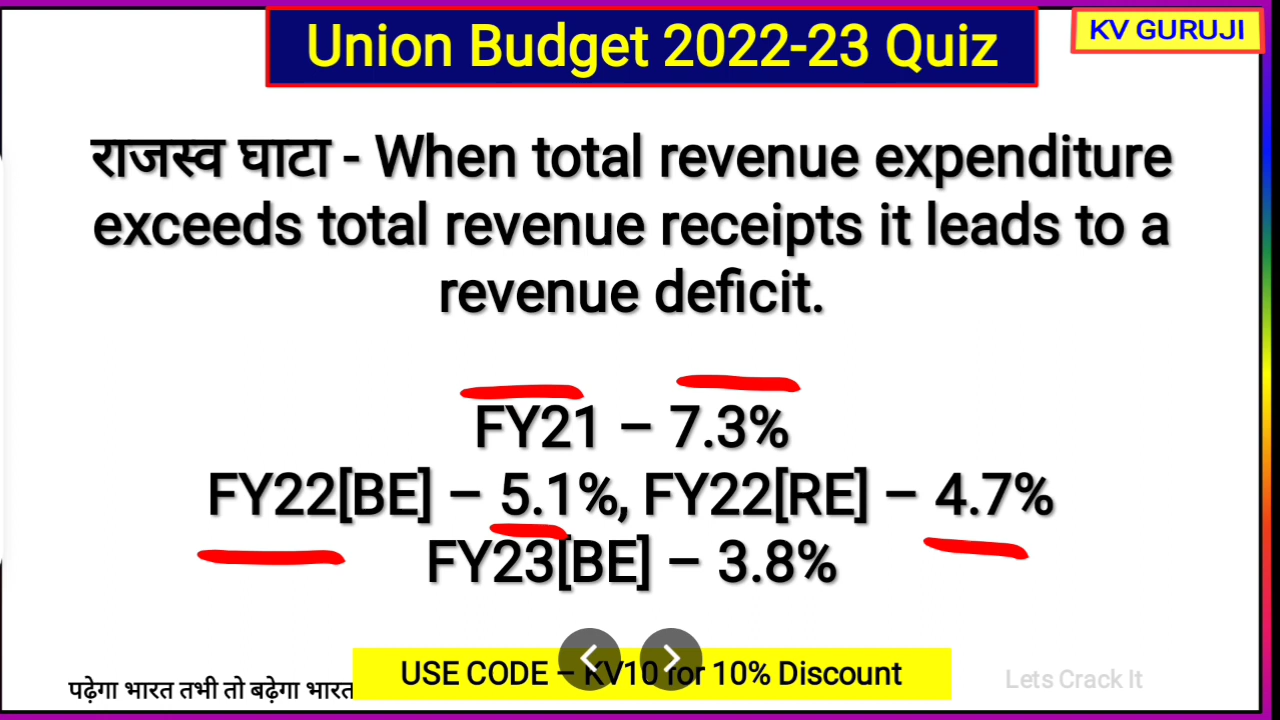 Union Budget 2022-23 Quiz
KV GURUJI
राजस्व घाटा - When total revenue expenditure
exceeds total revenue receipts it leads to a
revenue deficit.
FY21 – 7.3%
FY22[BE] – 5.1%, FY22[RE] – 4.7%
FY23[BE] – 3.8%
USE CODE – KV10 for 10% Discount
पढ़ेगा भारत तभी तो बढ़ेगा भारत
Lets Crack It